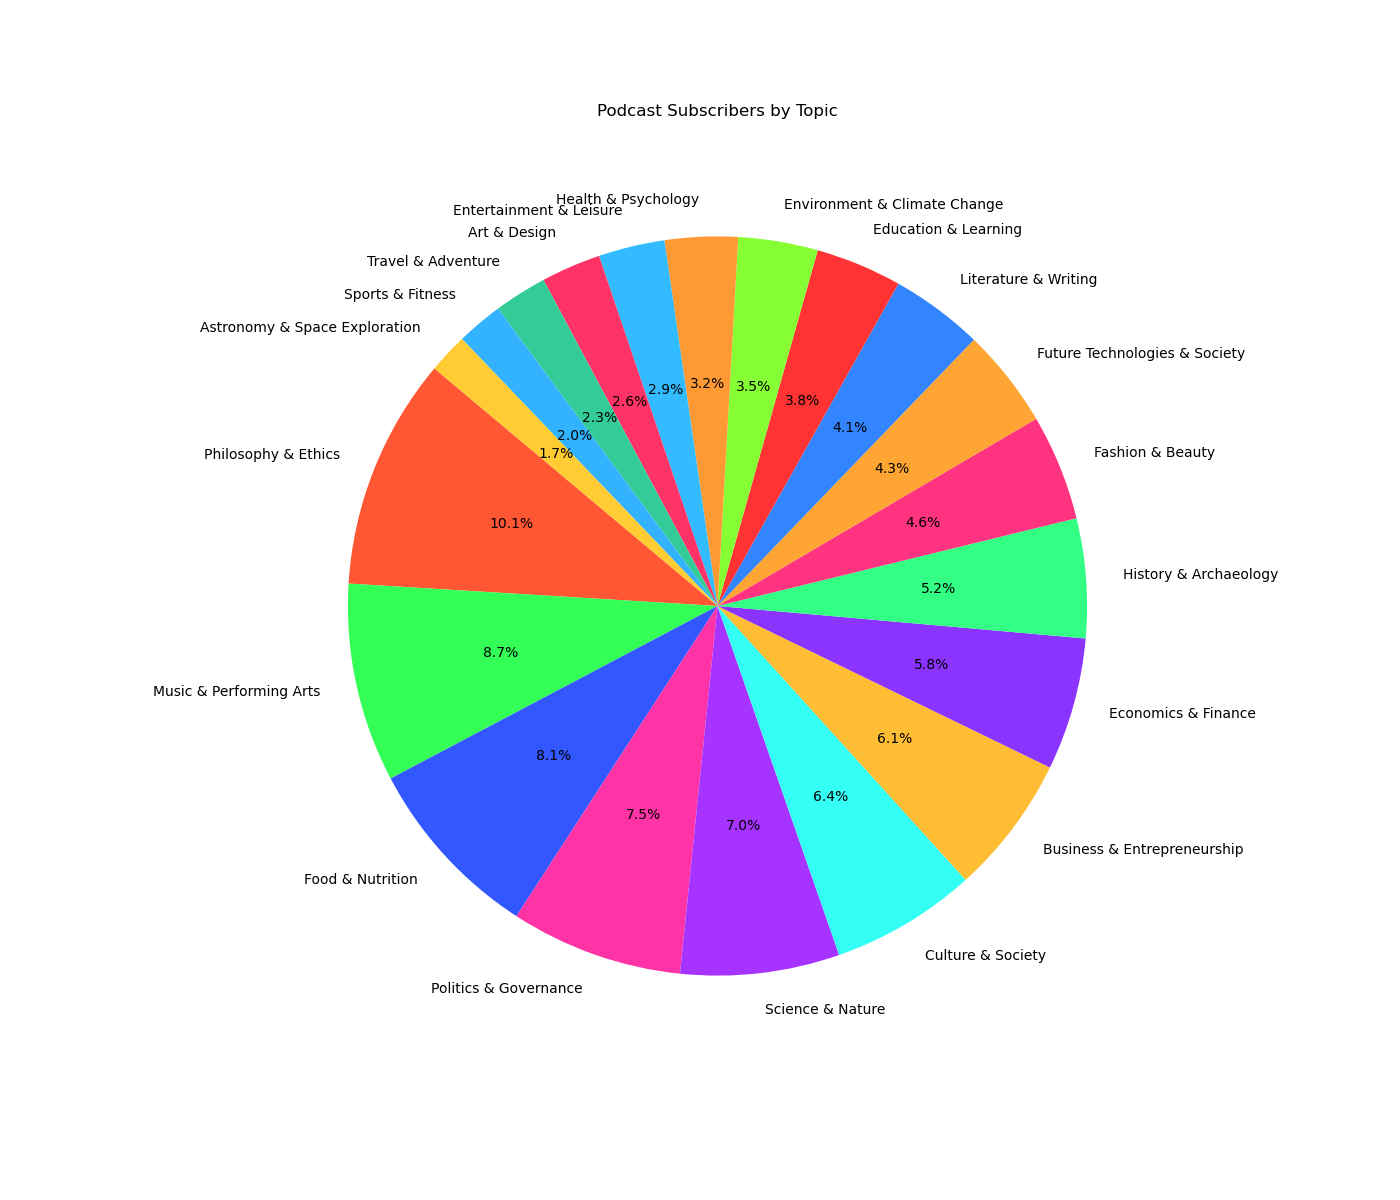 Podcast Subscribers by Topic
Health & Psychology
Environment & Climate Change
Entertainment & Leisure
Education & Learning
Art & Design
Travel & Adventure
Literature & Writing
Sports & Fitness
Astronomy & Space Exploration
Future Technologies & Society
3.2%
3.5%
2.9%
3.8%
2.6%
2.3%
4.1%
2.0%
1.7%
Philosophy & Ethics
Fashion & Beauty
4.3%
10.1%
4.6%
History & Archaeology
5.2%
8.7%
5.8%
Music & Performing Arts
Economics & Finance
6.1%
8.1%
6.4%
7.5%
7.0%
Business & Entrepreneurship
Food & Nutrition
Culture & Society
Politics & Governance
Science & Nature